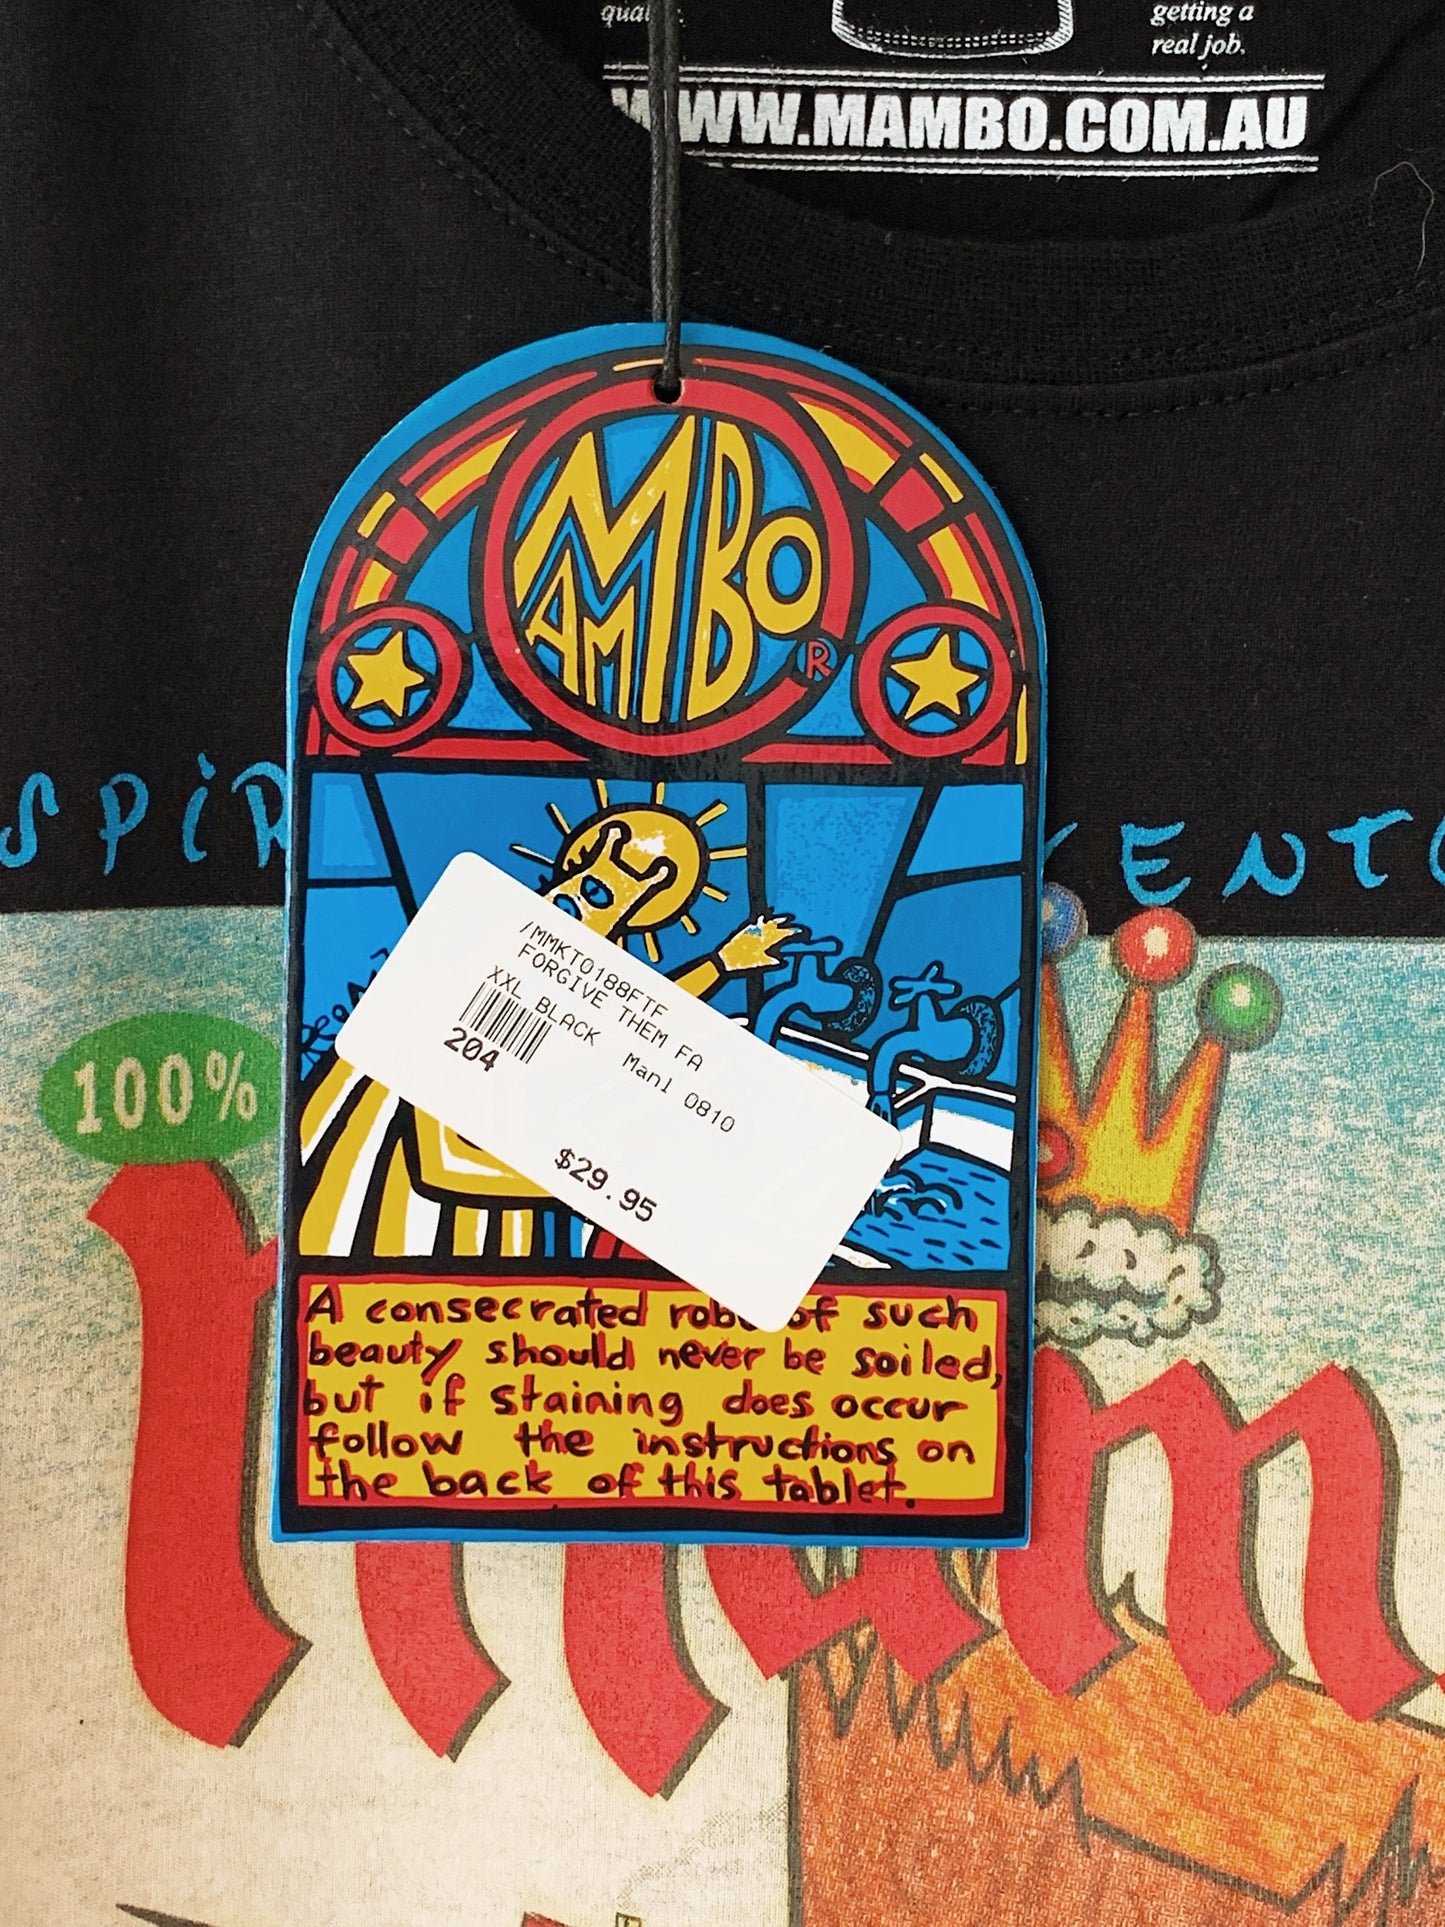 getting a
real job.
WWW.MAMBO.COM.AU
MAMBO
®
/MMKT0188FTF
FORGIVE THEM FA
XXL BLACK Manl 0810
204
$29.95
100%
A consecrated robe of such
beauty should never be soiled,
but if staining does occur
follow the instructions on
the back of this tablet.